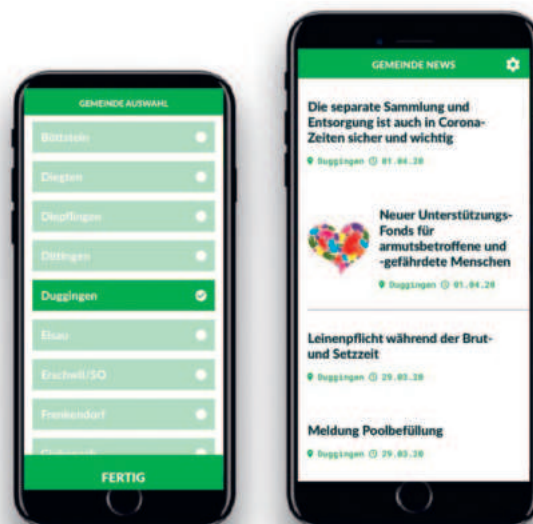 GEMEINDE AUSWAHL
Böttstein
Diegten
Diepflingen
Döttingen
Duggingen
Elsau
Erschwil/SO
Frenkendorf
FERTIG
GEMEINDE NEWS
Die separate Sammlung und
Entsorgung ist auch in Corona-
Zeiten sicher und wichtig
Duggingen 01.04.20
Neuer Unterstützungs-
Fonds für
armutsbetroffene und
-gefährdete Menschen
Duggingen 01.04.20
Leinenpflicht während der Brut-
und Setzzeit
Duggingen 29.03.20
Meldung Poolbefüllung
Duggingen 29.03.20